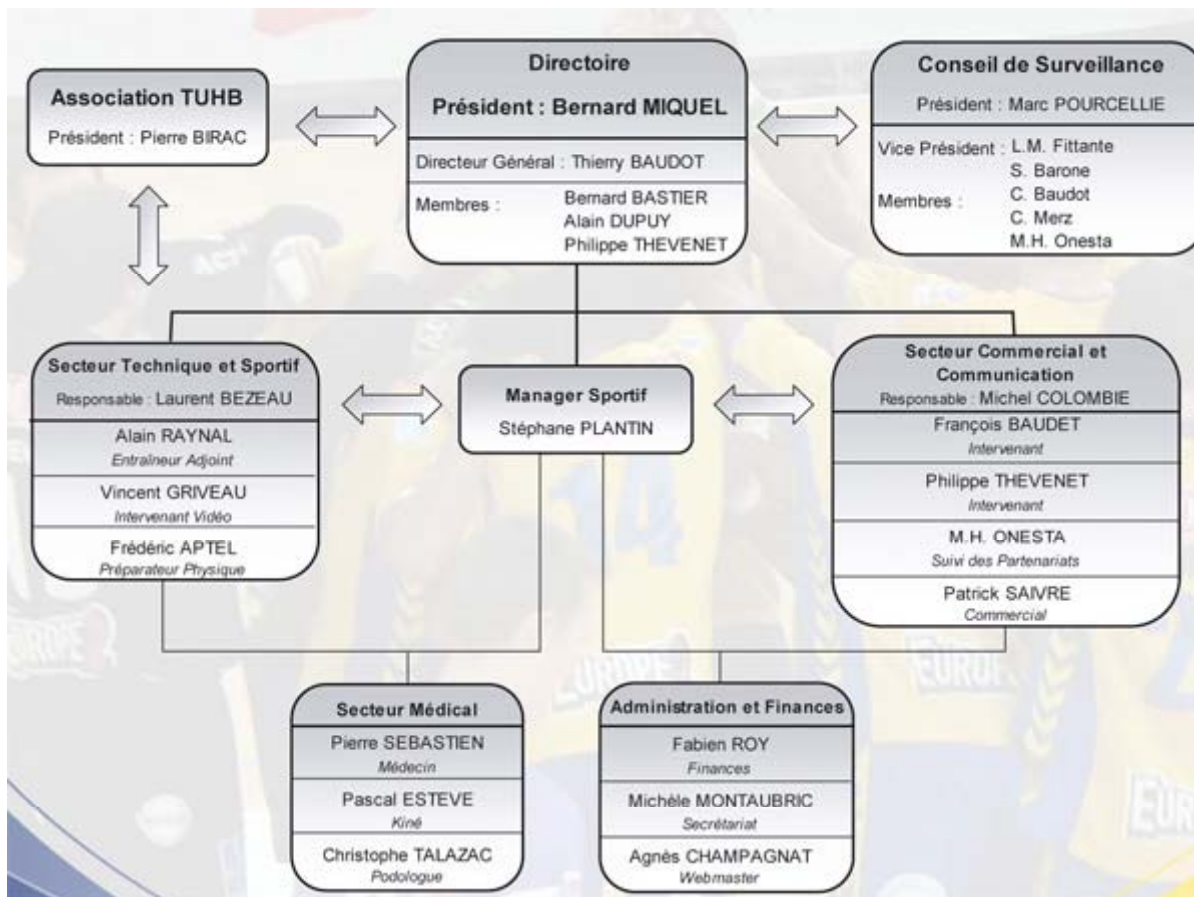 Association TUHB
Président : Pierre BIRAC
Directoire
Président : Bernard MIQUEL
Directeur Général : Thierry BAUDOT
Membres : Bernard BASTIER
Alain DUPUY
Philippe THEVENET
Conseil de Surveillance
Président : Marc POURCELLIE
Vice Président : L.M. Fittante
S. Barone
Membres : C. Baudot
C. Merz
M.H. Onesta
Secteur Technique et Sportif
Responsable : Laurent BEZEAU
Alain RAYNAL
Entraîneur Adjoint
Vincent GRIVEAU
Intervenant Vidéo
Frédéric APTEL
Préparateur Physique
Manager Sportif
Stéphane PLANTIN
Secteur Commercial et
Communication
Responsable : Michel COLOMBIE
François BAUDET
Intervenant
Philippe THEVENET
Intervenant
M.H. ONESTA
Suivi des Partenariats
Patrick SAIVRE
Commercial
Secteur Médical
Pierre SEBASTIEN
Médecin
Pascal ESTEVE
Kiné
Christophe TALAZAC
Podologue
Administration et Finances
Fabien ROY
Finances
Michèle MONTAUBRIC
Secrétariat
Agnès CHAMPAGNAT
Webmaster
14
EUROPE
EUROPE